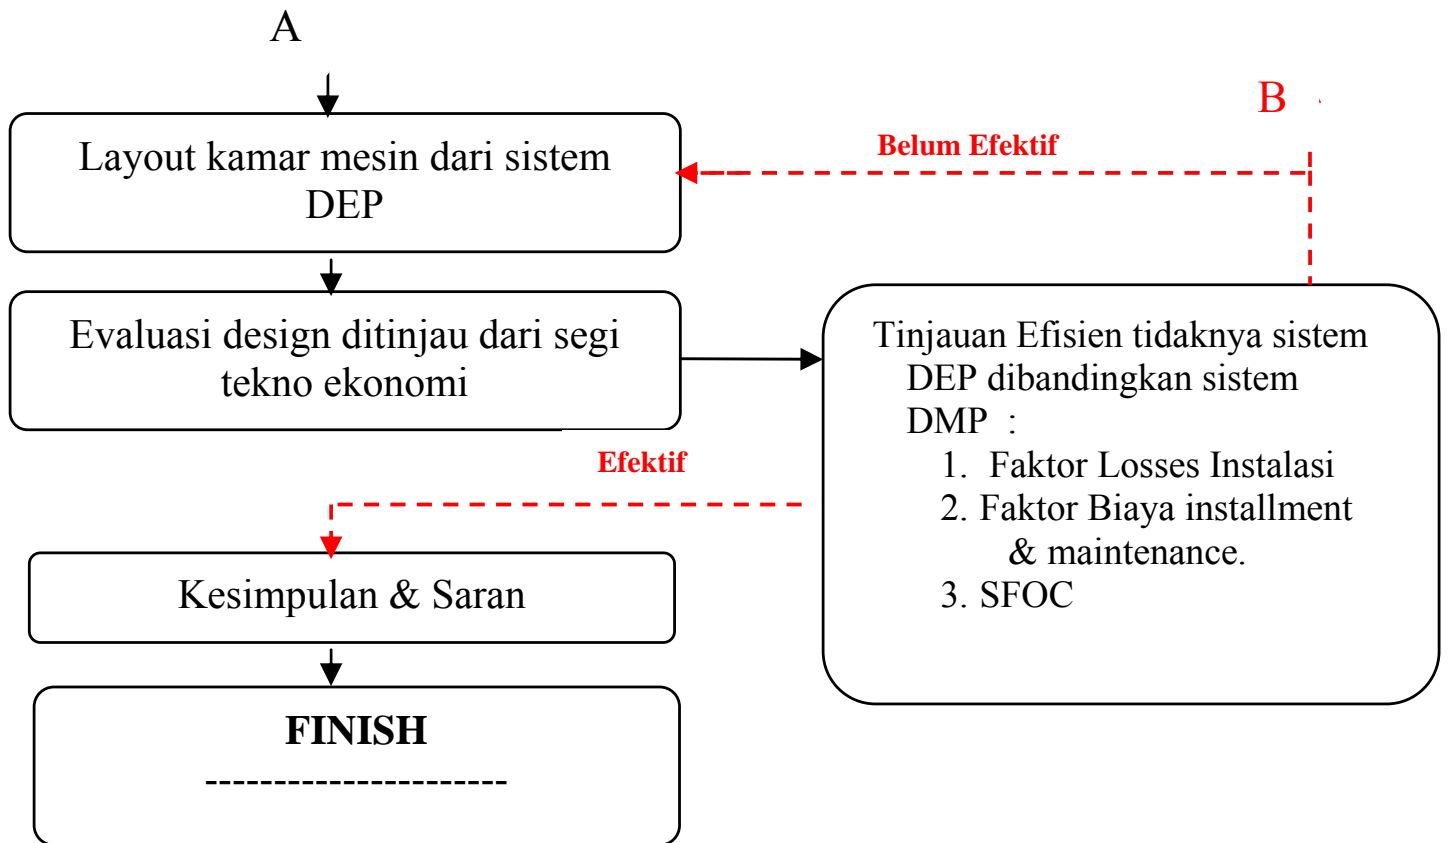 A
B
Layout kamar mesin dari sistem
DEP
Belum Efektif
Evaluasi design ditinjau dari segi
tekno ekonomi
Tinjauan Efisien tidaknya sistem
DEP dibandingkan sistem
DMP :
1. Faktor Losses Instalasi
2. Faktor Biaya installment
& maintenance.
3. SFOC
Efektif
Kesimpulan & Saran
FINISH
----------------------